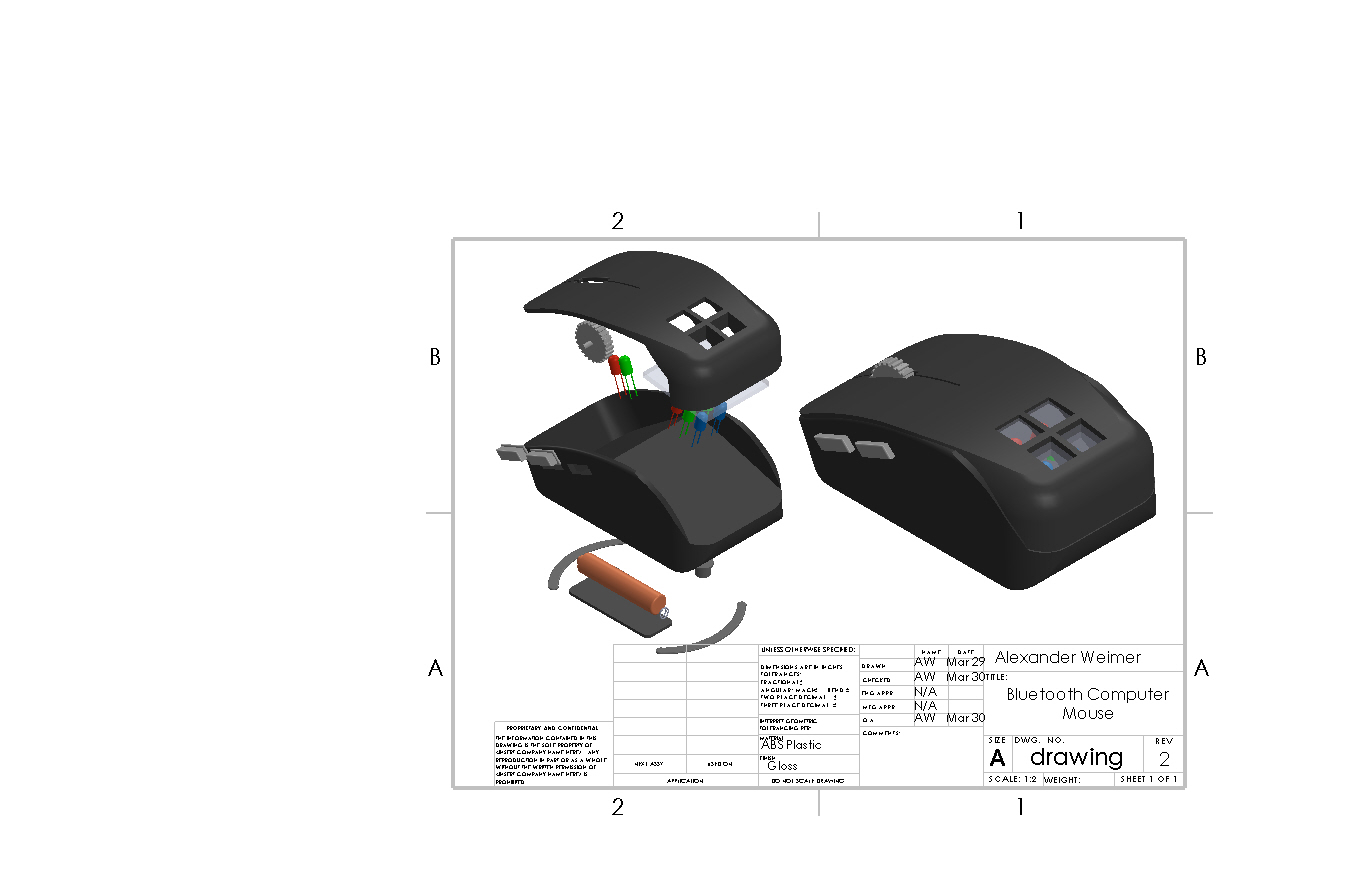 2
1
B
B
A
A
PROPRIETARY AND CONFIDENTIAL
THE INFORMATION CONTAINED IN THIS
DRAWING IS THE SOLE PROPERTY OF
<INSERT COMPANY NAME HERE>. ANY
REPRODUCTION IN PART OR AS A WHOLE
WITHOUT THE WRITTEN PERMISSION OF
<INSERT COMPANY NAME HERE> IS
PROHIBITED.
NEXT ASSY
USED ON
APPLICATION
UNLESS OTHERWISE SPECIFIED:
DIMENSIONS ARE IN INCHES
TOLERANCES:
FRACTIONAL
ANGULAR: MACH BEND
TWO PLACE DECIMAL
THREE PLACE DECIMAL
INTERPRET GEOMETRIC
TOLERANCING PER:
MATERIAL
ABS Plastic
FINISH
Gloss
DO NOT SCALE DRAWING
NAME
DATE
DRAWN
AW
Mar 29
CHECKED
AW
Mar 30
ENG APPR.
N/A
MFG APPR.
N/A
Q.A.
AW
Mar 30
COMMENTS:
Alexander Weimer
TITLE:
Bluetooth Computer
Mouse
SIZE
A
DWG. NO.
drawing
REV
2
SCALE: 1:2
WEIGHT:
SHEET 1 OF 1
2
1